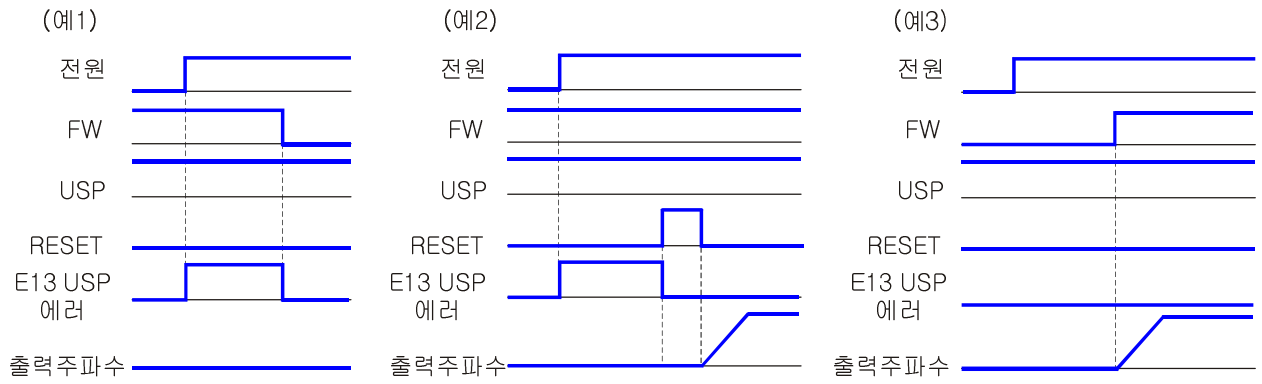 (예1)
전원
FW
USP
RESET
E13 USP
에러
출력주파수
(예2)
전원
FW
USP
RESET
E13 USP
에러
출력주파수
(예3)
전원
FW
USP
RESET
E13 USP
에러
출력주파수